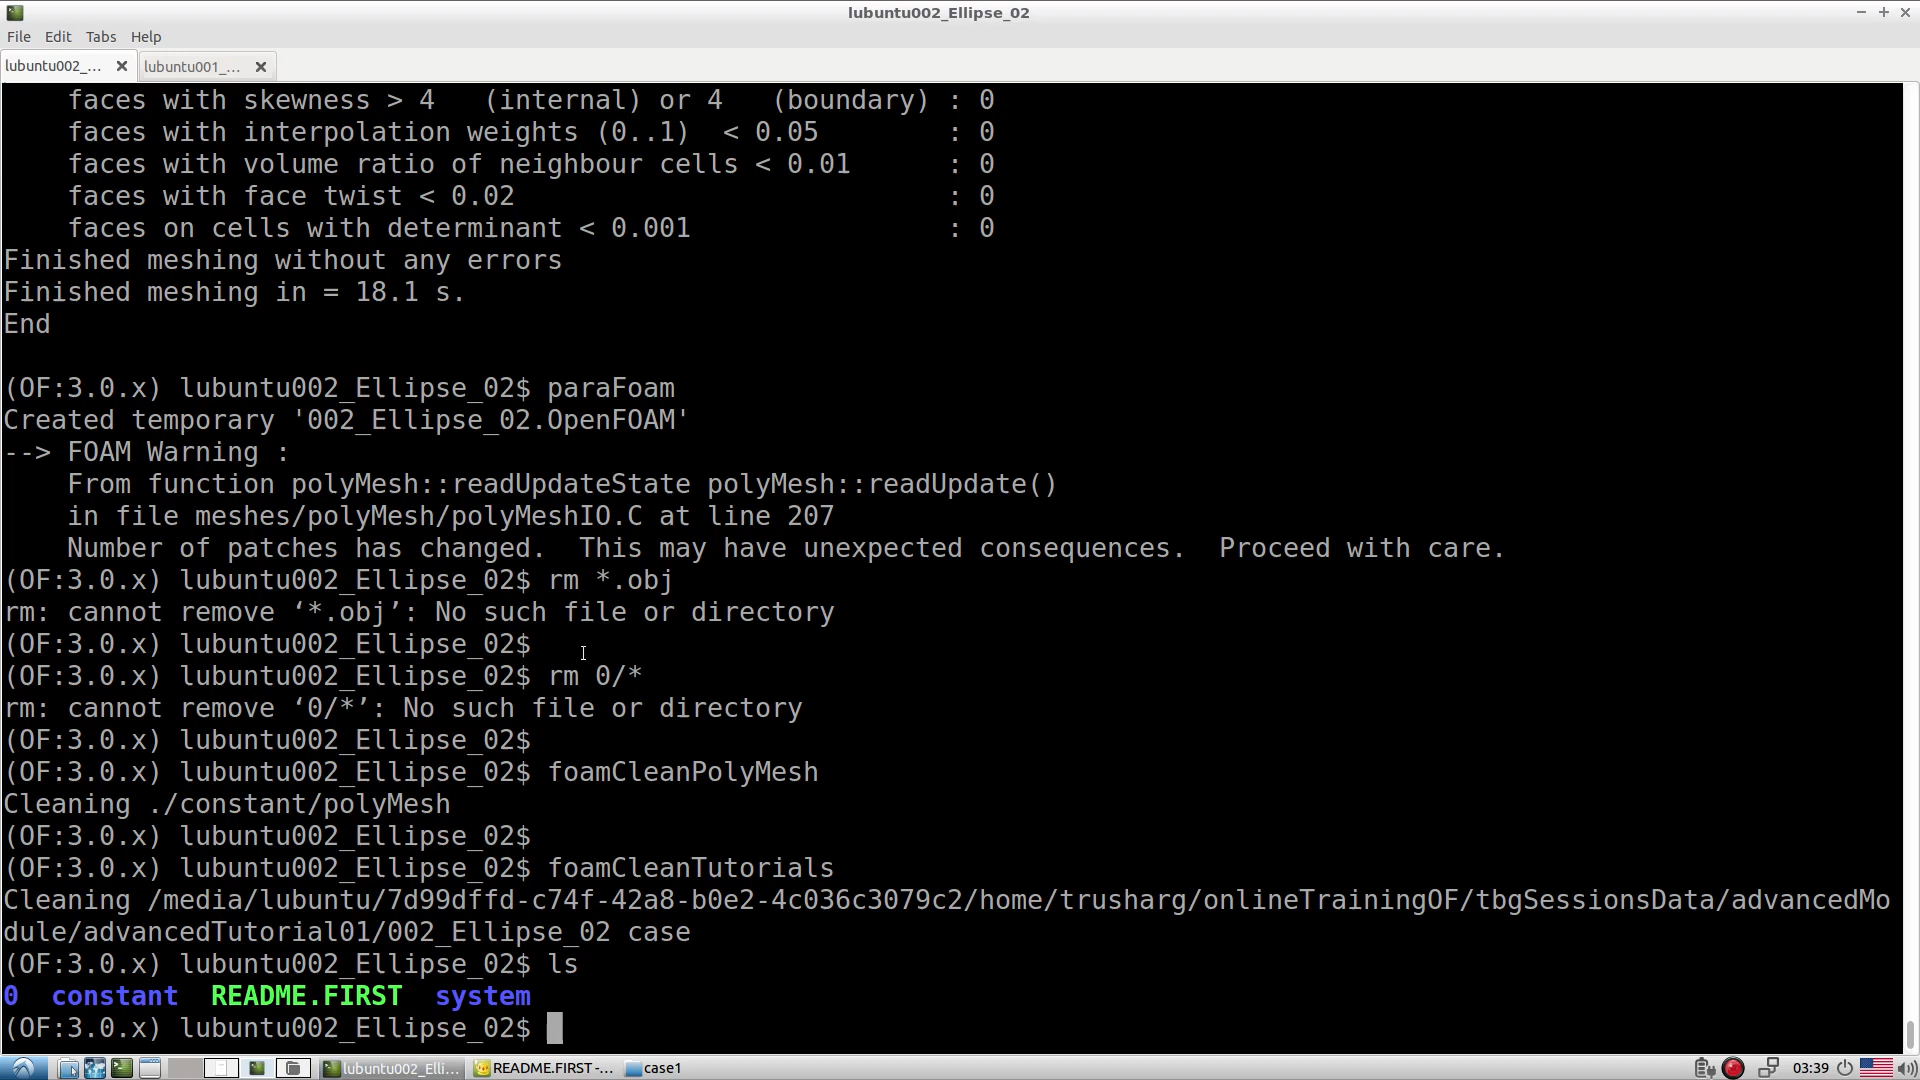 lubuntu002_Ellipse_02
File Edit Tabs Help
lubuntu002_... lubuntu001_...
faces with skewness > 4   (internal) or 4   (boundary) : 0
faces with interpolation weights (0..1)  < 0.05        : 0
faces with volume ratio of neighbour cells < 0.01      : 0
faces with face twist < 0.02                           : 0
faces on cells with determinant < 0.001                : 0
Finished meshing without any errors
Finished meshing in = 18.1 s.
End
(OF:3.0.x) lubuntu002_Ellipse_02$ paraFoam
Created temporary '002_Ellipse_02.OpenFOAM'
--> FOAM Warning :
From function polyMesh::readUpdateState polyMesh::readUpdate()
in file meshes/polyMesh/polyMeshIO.C at line 207
Number of patches has changed.  This may have unexpected consequences.  Proceed with care.
(OF:3.0.x) lubuntu002_Ellipse_02$ rm *.obj
rm: cannot remove ‘*.obj’: No such file or directory
(OF:3.0.x) lubuntu002_Ellipse_02$
(OF:3.0.x) lubuntu002_Ellipse_02$ rm 0/*
rm: cannot remove ‘0/*’: No such file or directory
(OF:3.0.x) lubuntu002_Ellipse_02$
(OF:3.0.x) lubuntu002_Ellipse_02$ foamCleanPolyMesh
Cleaning ./constant/polyMesh
(OF:3.0.x) lubuntu002_Ellipse_02$
(OF:3.0.x) lubuntu002_Ellipse_02$ foamCleanTutorials
Cleaning /media/lubuntu/7d99dffd-c74f-42a8-b0e2-4c036c3079c2/home/trusharg/onlineTrainingOF/tbgSessionsData/advancedMo
dule/advancedTutorial01/002_Ellipse_02 case
(OF:3.0.x) lubuntu002_Ellipse_02$ ls
0  constant  README.FIRST  system
(OF:3.0.x) lubuntu002_Ellipse_02$
lubuntu002_Elli... README.FIRST -... case1 03:39